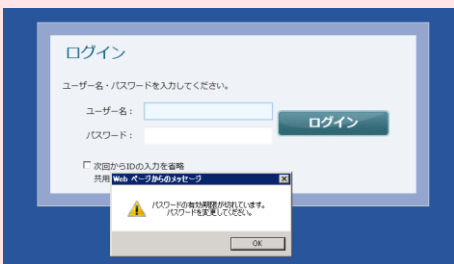 ログイン
ユーザー名・パスワードを入力してください。
ユーザー名：
ログイン
パスワード：
次回からIDの入力を省略
共用
Web ページからのメッセージ
パスワードの有効期限が切れています。
パスワードを変更してください。
OK